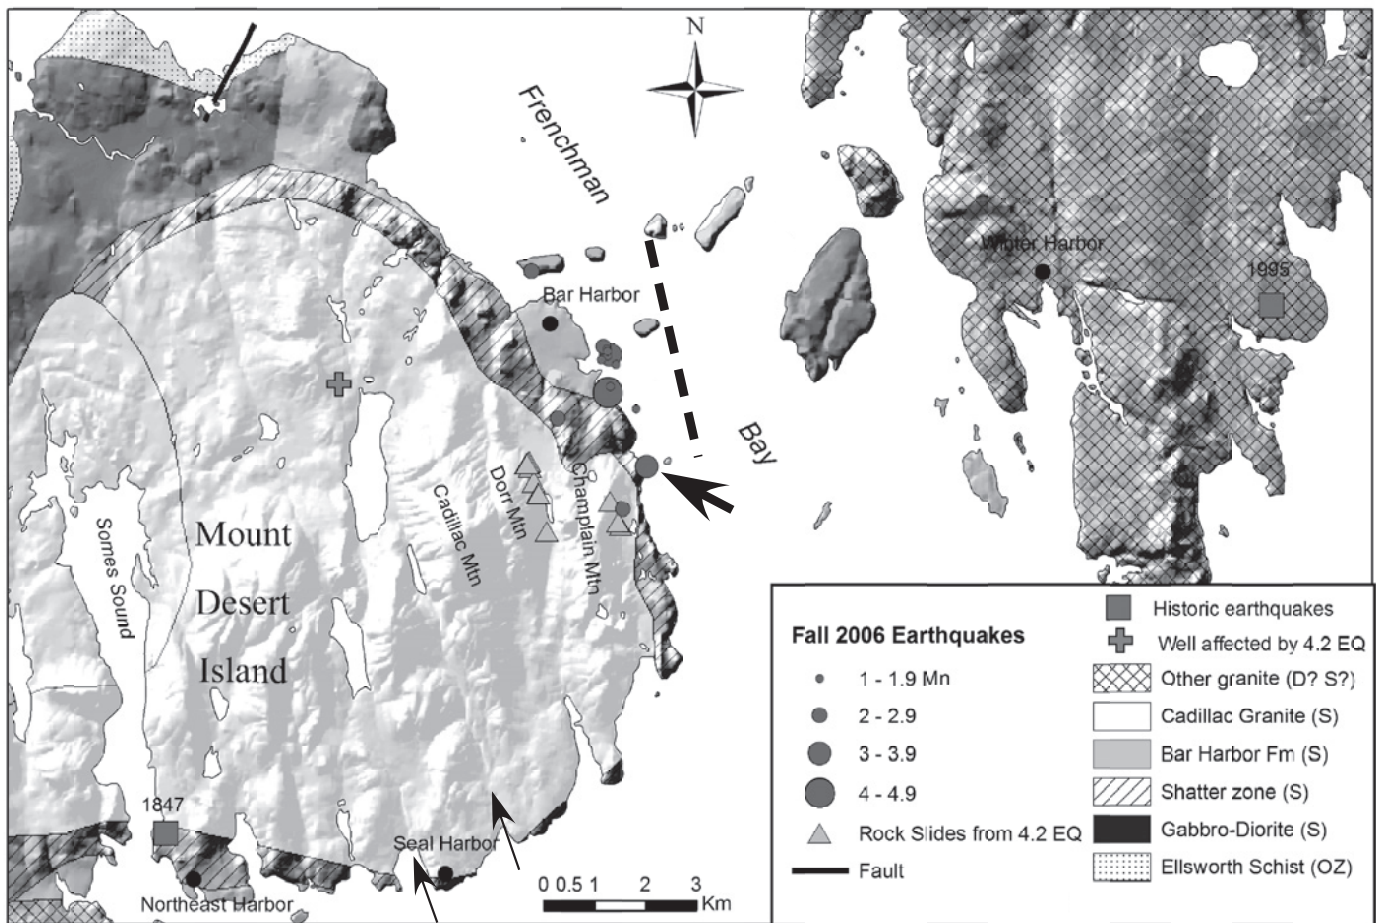 N
Frenchman
Bay
Winter Harbor
1995
Bar Harbor
Champlain Mtn
Dorr Mtn
Cadillac Mtn
Somes Sound
Mount
Desert
Island
1847
Seal Harbor
Northeast Harbor
0 0.5 1 2 3
Km
Fall 2006 Earthquakes
1 - 1.9 Mn
2 - 2.9
3 - 3.9
4 - 4.9
Rock Slides from 4.2 EQ
Fault
Historic earthquakes
Well affected by 4.2 EQ
Other granite (D? S?)
Cadillac Granite (S)
Bar Harbor Fm (S)
Shatter zone (S)
Gabbro-Diorite (S)
Ellsworth Schist (OZ)